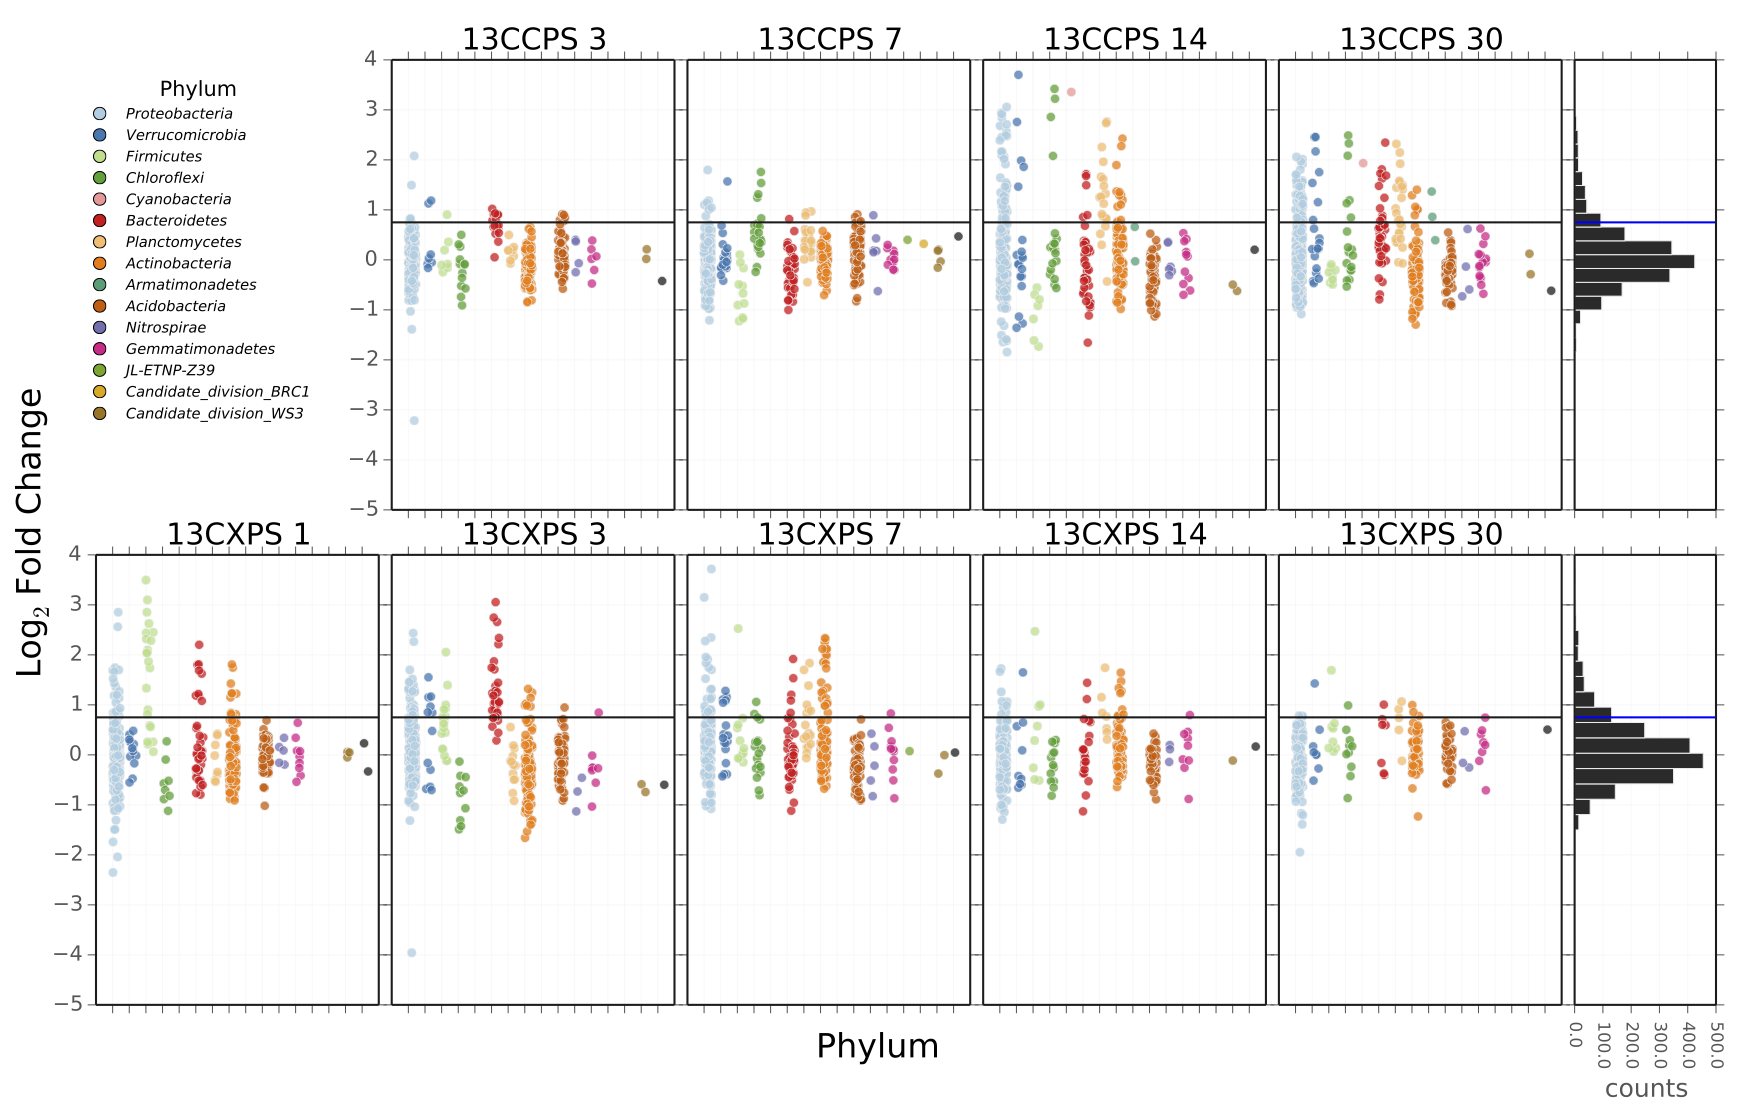 13CCPS 3 13CCPS 7 13CCPS 14 13CCPS 30
4
3
2
1
0
−1
−2
−3
−4
−5
Phylum
Proteobacteria
Verrucomicrobia
Firmicutes
Chloroflexi
Cyanobacteria
Bacteroidetes
Planctomycetes
Actinobacteria
Armatimonadetes
Acidobacteria
Nitrospirae
Gemmatimonadetes
JL-ETNP-Z39
Candidate_division_BRC1
Candidate_division_WS3
Log2 Fold Change
13CXPS 1 13CXPS 3 13CXPS 7 13CXPS 14 13CXPS 30
4
3
2
1
0
−1
−2
−3
−4
−5
Phylum
0.0 100.0 200.0 300.0 400.0 500.0
counts